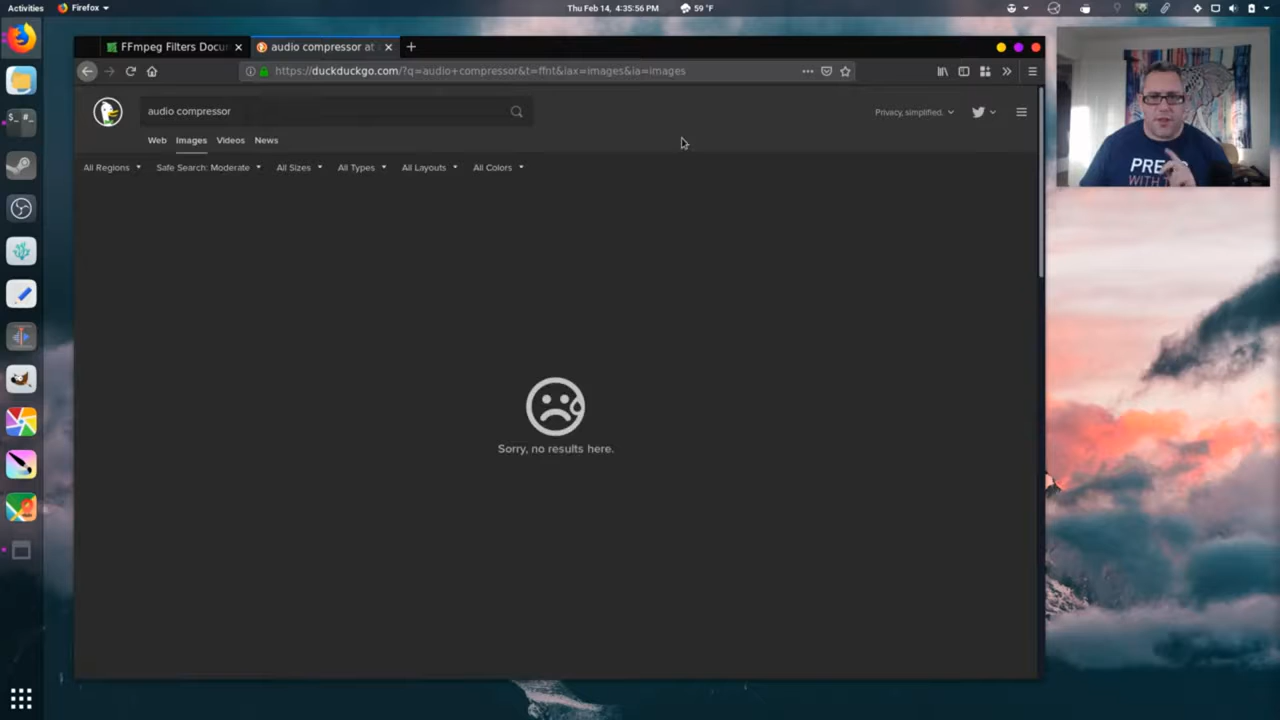 Activities
Firefox
Thu Feb 14, 4:35:56 PM
59 °F
FFmpeg Filters Docu
audio compressor at
https://duckduckgo.com/?q=audio+compressor&t=ffnt&iax=images&ia=images
audio compressor
Privacy, simplified.
Web
Images
Videos
News
All Regions
Safe Search: Moderate
All Sizes
All Types
All Layouts
All Colors
Sorry, no results here.
$_ #_
PRE
WITH